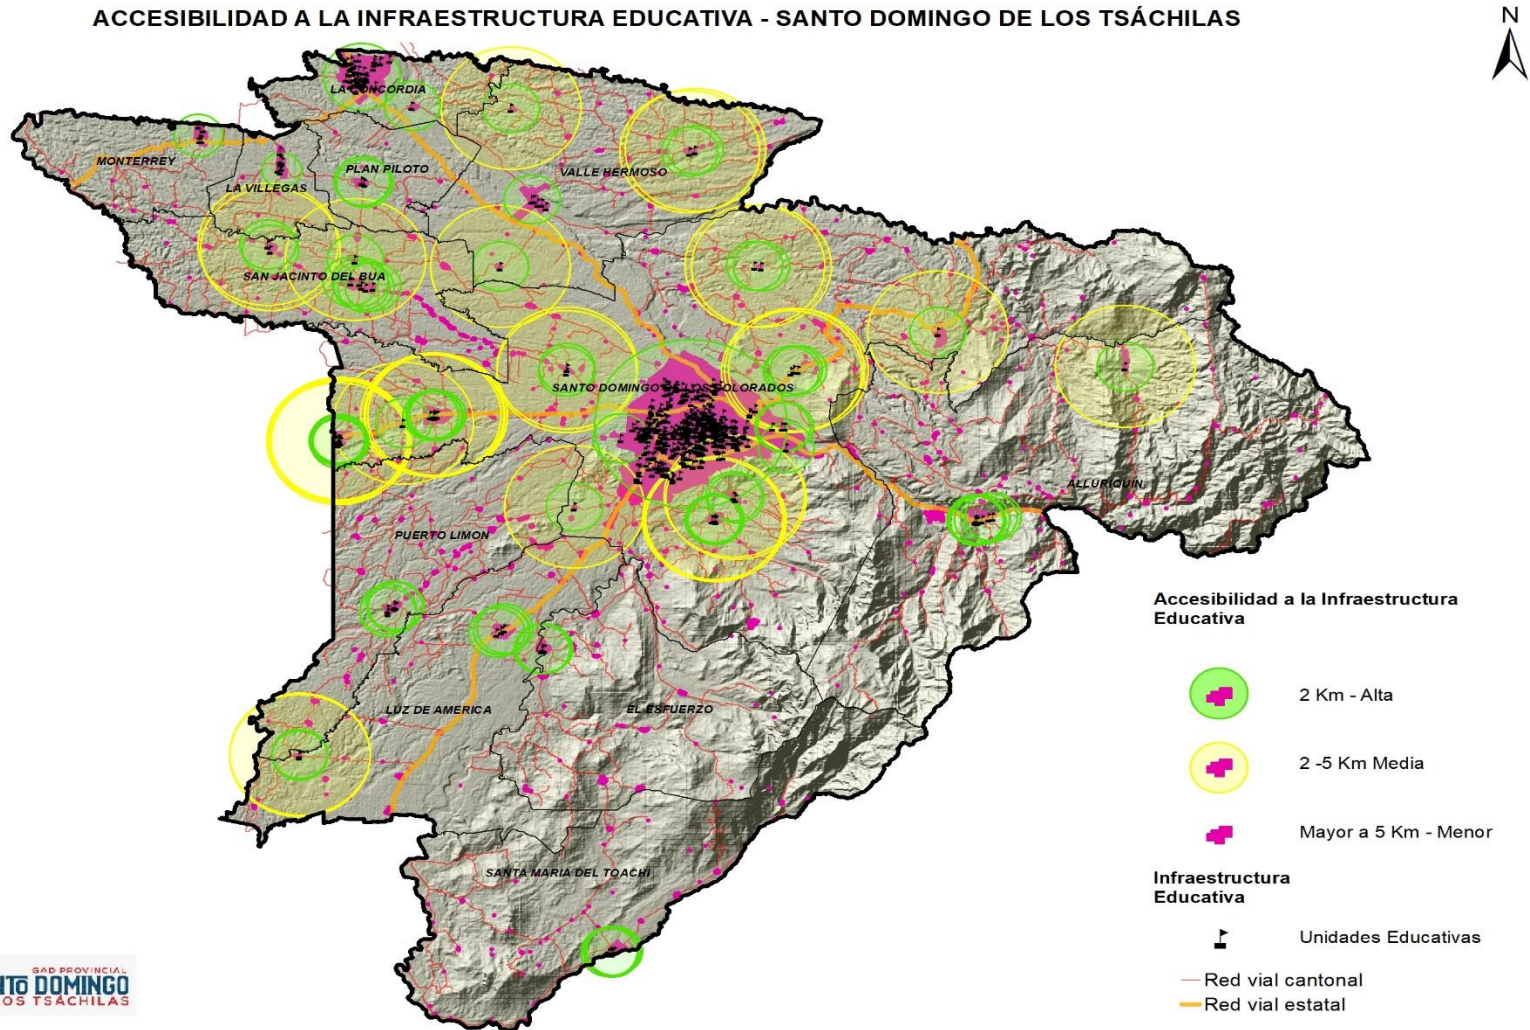 ACCESIBILIDAD A LA INFRAESTRUCTURA EDUCATIVA - SANTO DOMINGO DE LOS TSÁCHILAS
N
LA CONCORDIA
MONTERREY
PLAN PILOTO
VALLE HERMOSO
LA VILLEGAS
SAN JACINTO DEL BUA
SANTO DOMINGO DE LOS COLORADOS
ALLURIQUIN
PUERTO LIMON
LUZ DE AMERICA
EL ESFUERZO
SANTA MARIA DEL TOACHI
Accesibilidad a la Infraestructura
Educativa
2 Km - Alta
2 -5 Km Media
Mayor a 5 Km - Menor
Infraestructura
Educativa
Unidades Educativas
Red vial cantonal
Red vial estatal
GAD PROVINCIAL
NTO DOMINGO
OS TSÁCHILAS